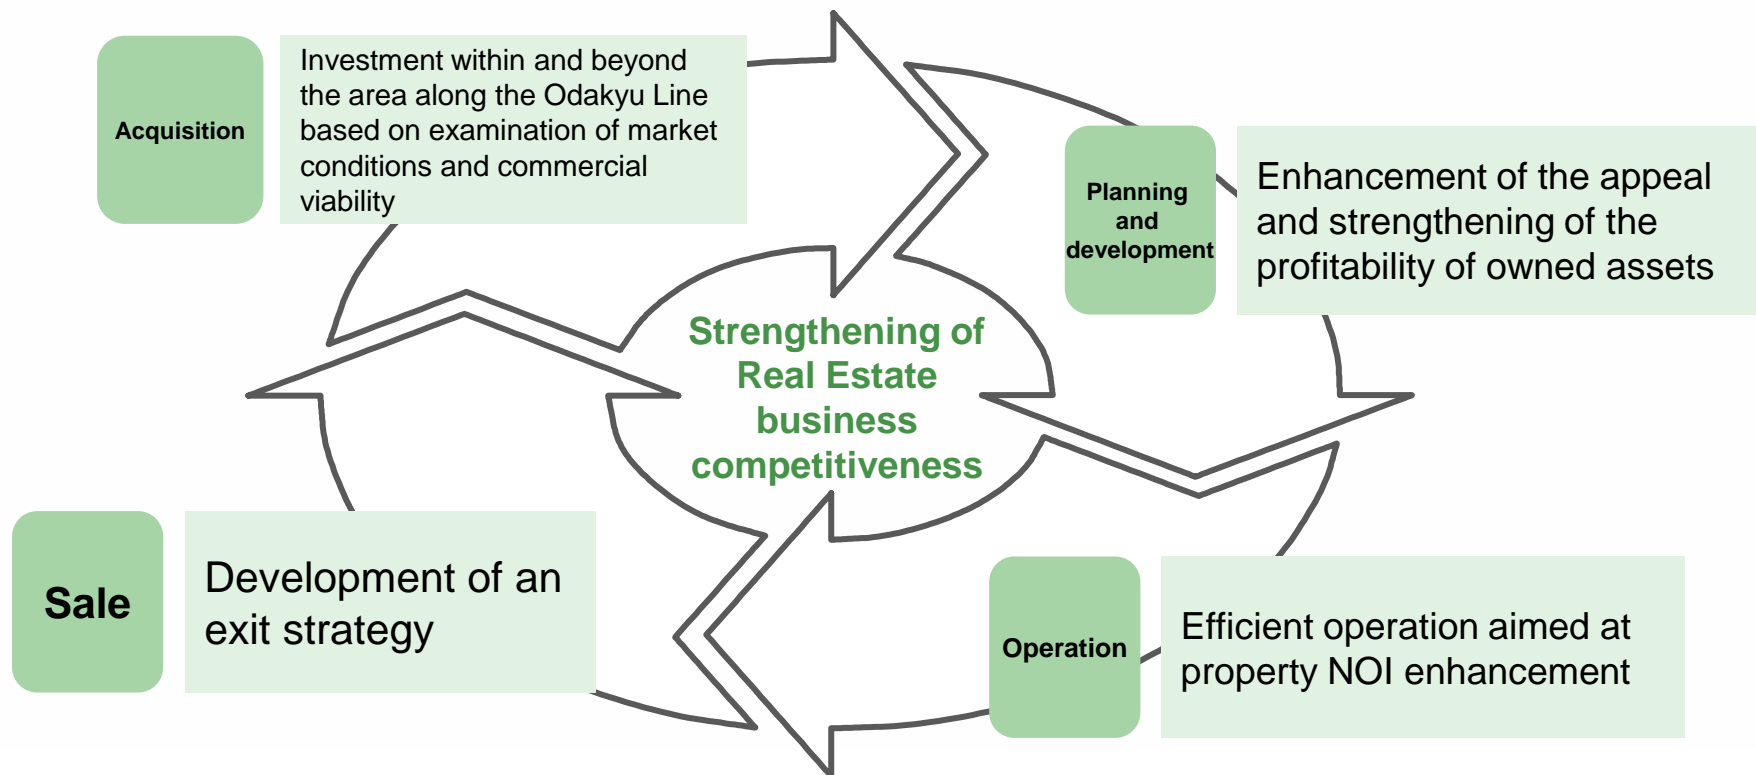 Acquisition
Investment within and beyond
the area along the Odakyu Line
based on examination of market
conditions and commercial
viability
Planning
and
development
Enhancement of the appeal
and strengthening of the
profitability of owned assets
Strengthening of
Real Estate
business
competitiveness
Sale
Development of an
exit strategy
Operation
Efficient operation aimed at
property NOI enhancement